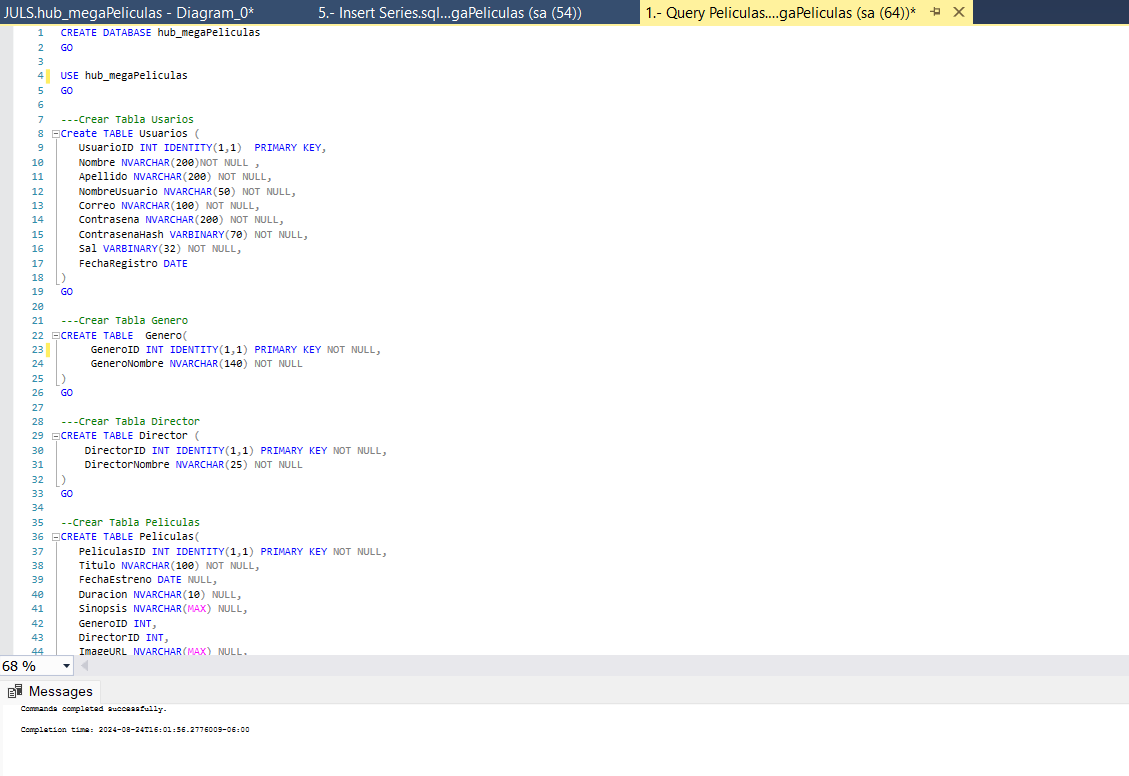 JULS.hub_megaPeliculas - Diagram_0*
5.- Insert Series.sql...gaPeliculas (sa (54))
1.- Query Peliculas....gaPeliculas (sa (64))*
1 CREATE DATABASE hub_megaPeliculas
2 GO
3
4 USE hub_megaPeliculas
5 GO
6
7 ---Crear Tabla Usarios
8 Create TABLE Usuarios (
9 UsuarioID INT IDENTITY(1,1)  PRIMARY KEY,
10 Nombre NVARCHAR(200)NOT NULL ,
11 Apellido NVARCHAR(200) NOT NULL,
12 NombreUsuario NVARCHAR(50) NOT NULL,
13 Correo NVARCHAR(100) NOT NULL,
14 Contrasena NVARCHAR(200) NOT NULL,
15 ContrasenaHash VARBINARY(70) NOT NULL,
16 Sal VARBINARY(32) NOT NULL,
17 FechaRegistro DATE
18 )
19 GO
20
21 ---Crear Tabla Genero
22 CREATE TABLE  Genero(
23 GeneroID INT IDENTITY(1,1) PRIMARY KEY NOT NULL,
24 GeneroNombre NVARCHAR(140) NOT NULL
25 )
26 GO
27
28 ---Crear Tabla Director
29 CREATE TABLE Director (
30 DirectorID INT IDENTITY(1,1) PRIMARY KEY NOT NULL,
31 DirectorNombre NVARCHAR(25) NOT NULL
32 )
33 GO
34
35 --Crear Tabla Peliculas
36 CREATE TABLE Peliculas(
37 PeliculasID INT IDENTITY(1,1) PRIMARY KEY NOT NULL,
38 Titulo NVARCHAR(100) NOT NULL,
39 FechaEstreno DATE NULL,
40 Duracion NVARCHAR(10) NULL,
41 Sinopsis NVARCHAR(MAX) NULL,
42 GeneroID INT,
43 DirectorID INT,
44 ImageURL NVARCHAR(MAX) NULL,
68 %
Messages
Commands completed successfully.
Completion time: 2024-08-24T16:01:56.2776009-06:00